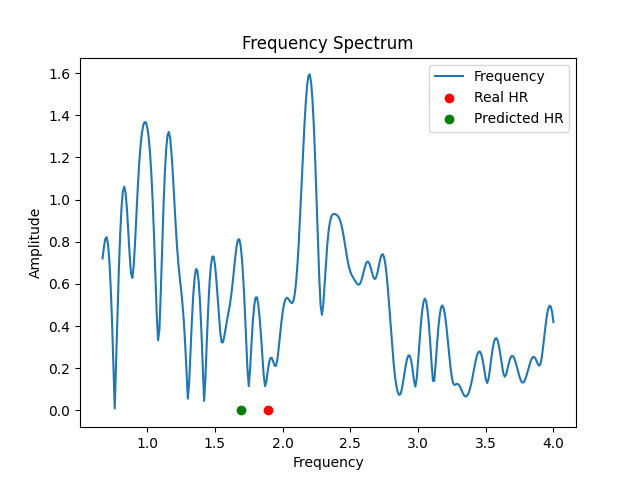 Frequency Spectrum
Frequency
Real HR
Predicted HR
1.6
1.4
1.2
1.0
0.8
0.6
0.4
0.2
0.0
Amplitude
1.0 1.5 2.0 2.5 3.0 3.5 4.0
Frequency